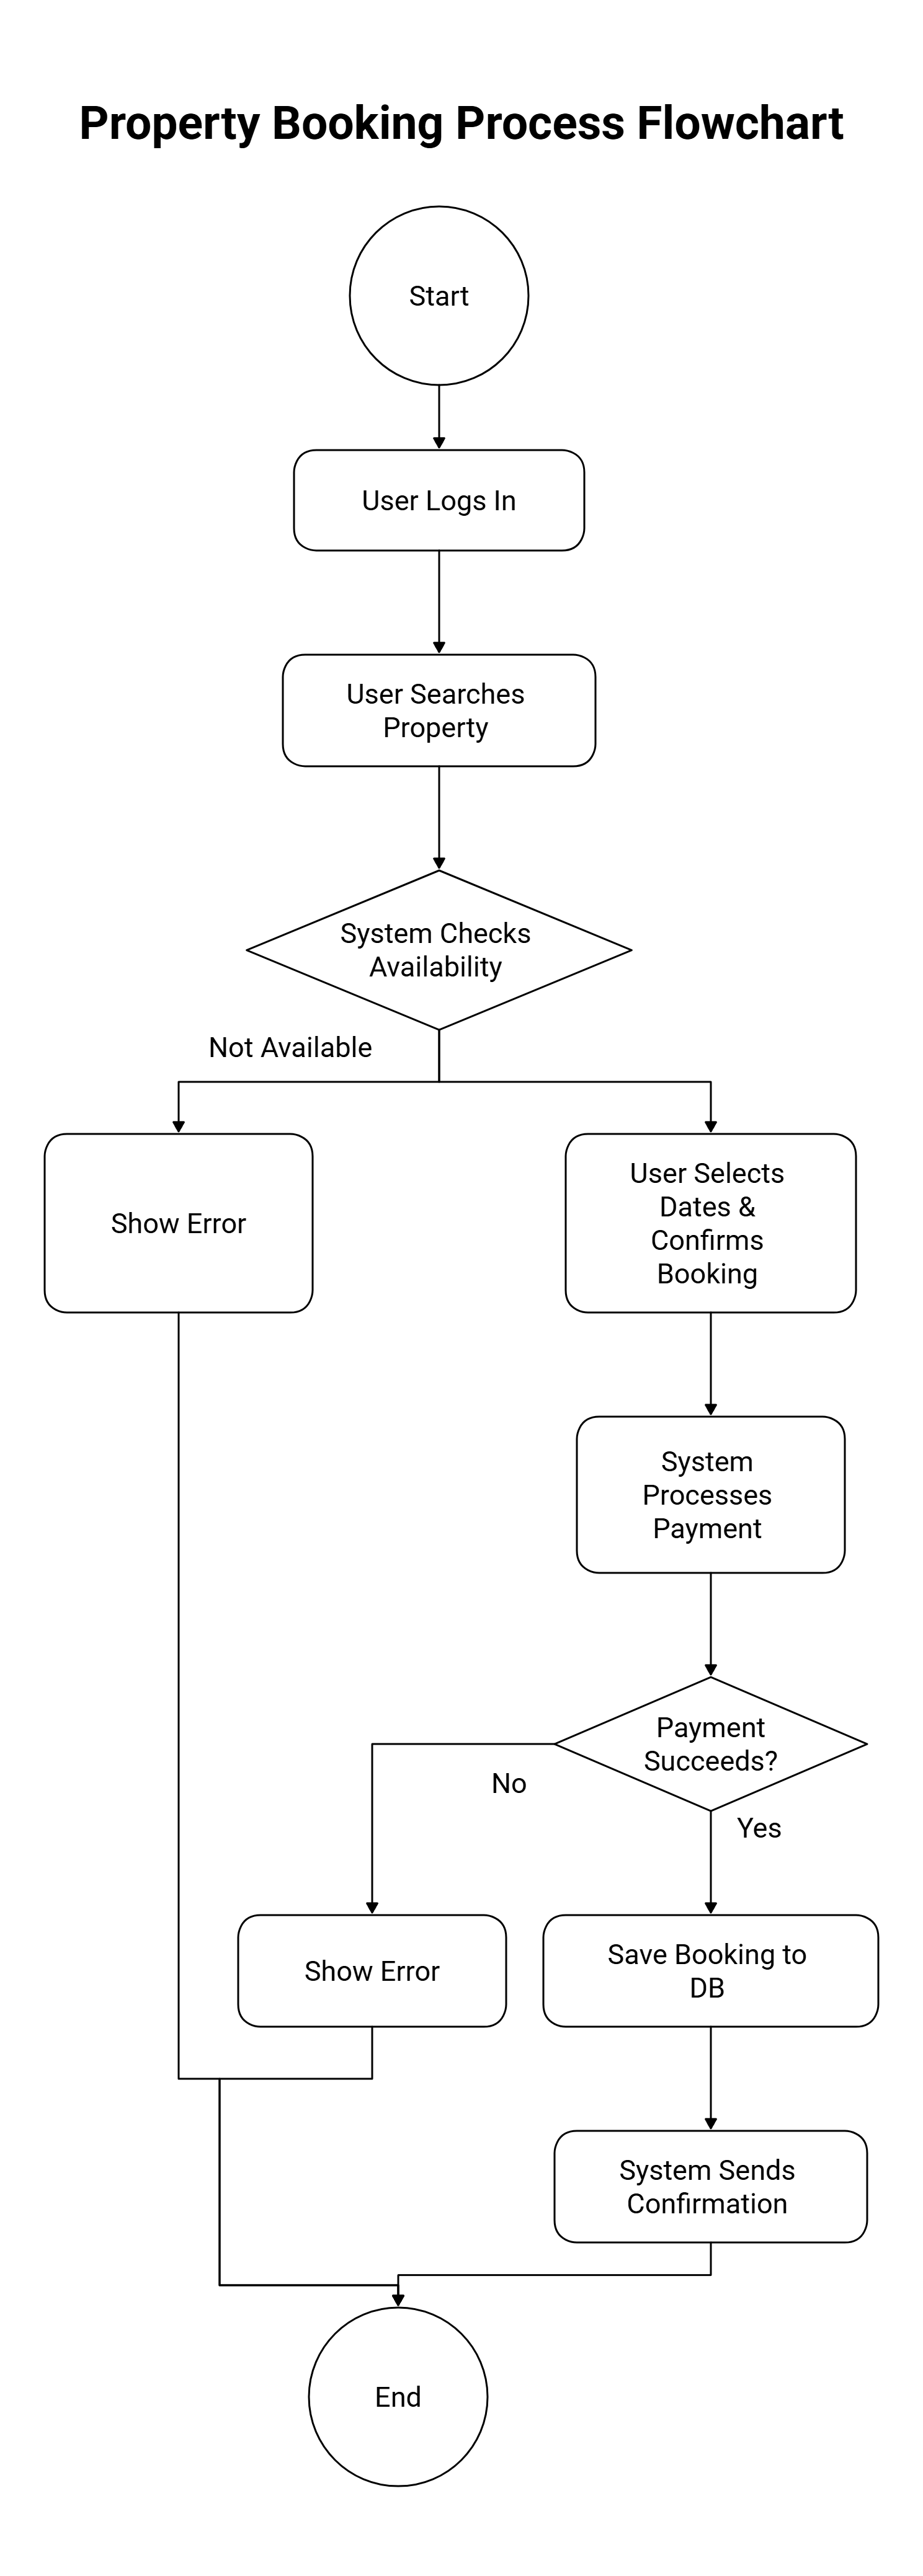 Property Booking Process Flowchart
Start
User Logs In
User Searches
Property
System Checks
Availability
Not Available
Show Error
User Selects
Dates &
Confirms
Booking
System
Processes
Payment
Payment
Succeeds?
No
Yes
Show Error
Save Booking to
DB
System Sends
Confirmation
End